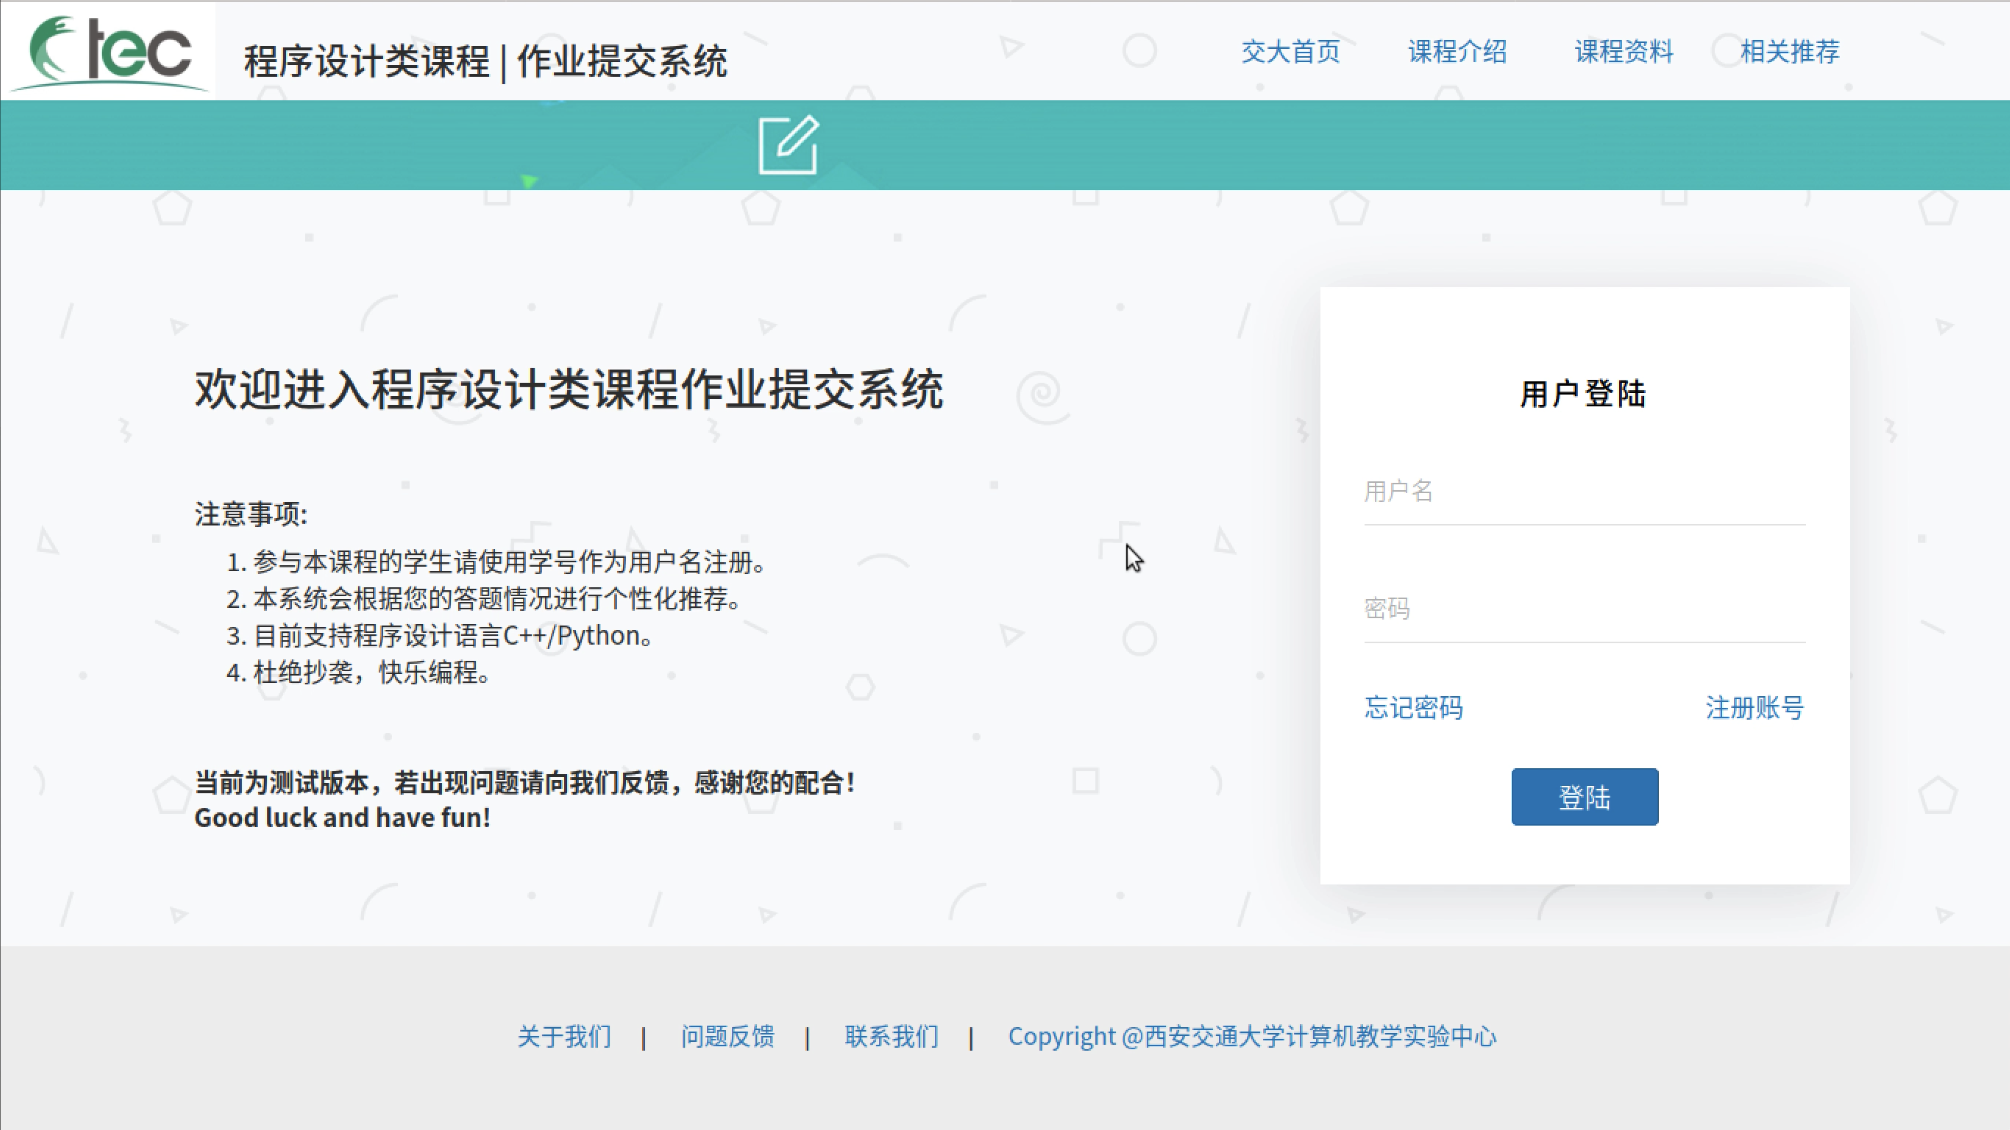 tec
程序设计类课程 | 作业提交系统
交大首页 课程介绍 课程资料 相关推荐
欢迎进入程序设计类课程作业提交系统
注意事项:
1. 参与本课程的学生请使用学号作为用户名注册。
2. 本系统会根据您的答题情况进行个性化推荐。
3. 目前支持程序设计语言C++/Python。
4. 杜绝抄袭，快乐编程。
当前为测试版本，若出现问题请向我们反馈，感谢您的配合！
Good luck and have fun!
用户登陆
用户名
密码
忘记密码 注册账号
登陆
关于我们 | 问题反馈 | 联系我们 | Copyright @西安交通大学计算机教学实验中心